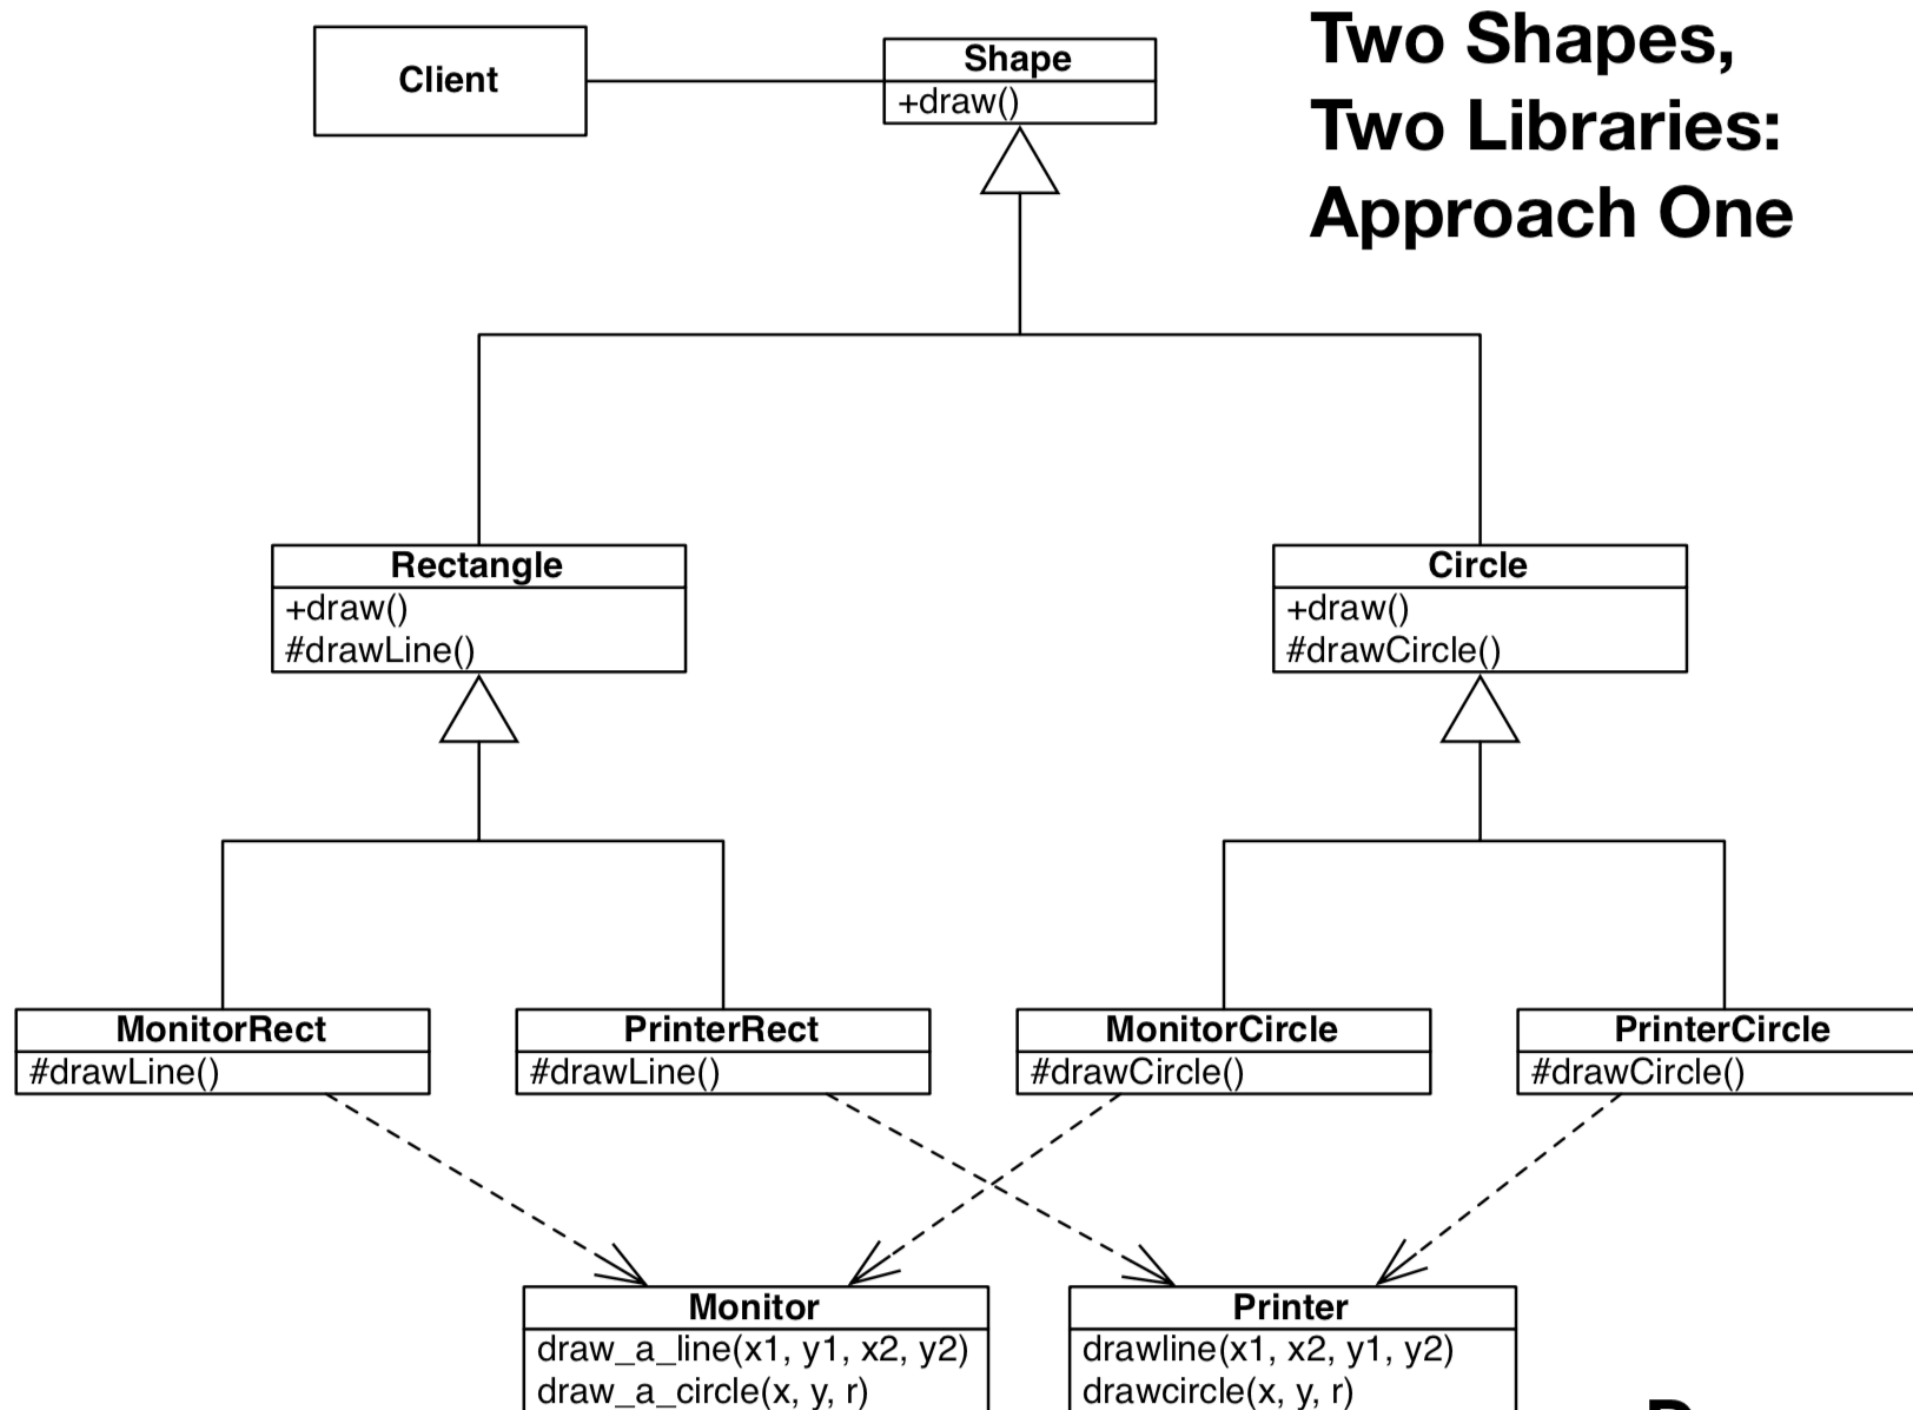 Two Shapes,
Two Libraries:
Approach One
Client
Shape
+draw()
Rectangle
+draw()
#drawLine()
Circle
+draw()
#drawCircle()
MonitorRect
#drawLine()
PrinterRect
#drawLine()
MonitorCircle
#drawCircle()
PrinterCircle
#drawCircle()
Monitor
draw_a_line(x1, y1, x2, y2)
draw_a_circle(x, y, r)
Printer
drawline(x1, x2, y1, y2)
drawcircle(x, y, r)